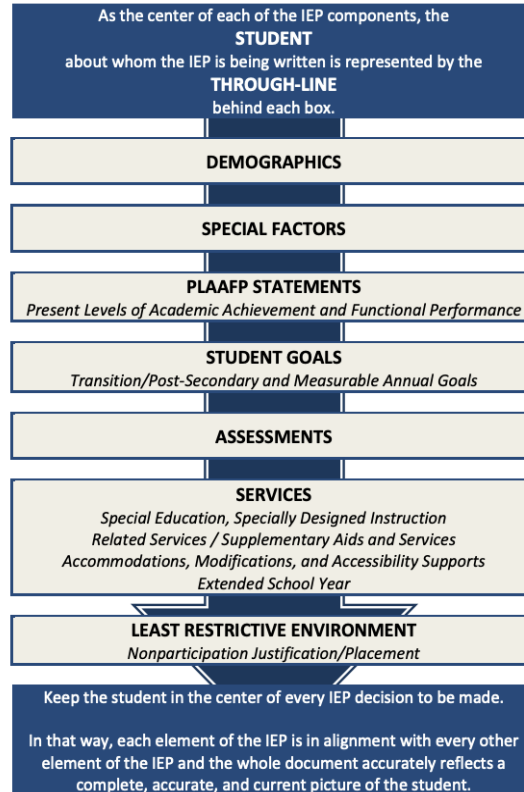 As the center of each of the IEP components, the
STUDENT
about whom the IEP is being written is represented by the
THROUGH-LINE
behind each box.
DEMOGRAPHICS
SPECIAL FACTORS
PLAAFP STATEMENTS
Present Levels of Academic Achievement and Functional Performance
STUDENT GOALS
Transition/Post-Secondary and Measurable Annual Goals
ASSESSMENTS
SERVICES
Special Education, Specially Designed Instruction
Related Services / Supplementary Aids and Services
Accommodations, Modifications, and Accessibility Supports
Extended School Year
LEAST RESTRICTIVE ENVIRONMENT
Nonparticipation Justification/Placement
Keep the student in the center of every IEP decision to be made.
In that way, each element of the IEP is in alignment with every other
element of the IEP and the whole document accurately reflects a
complete, accurate, and current picture of the student.